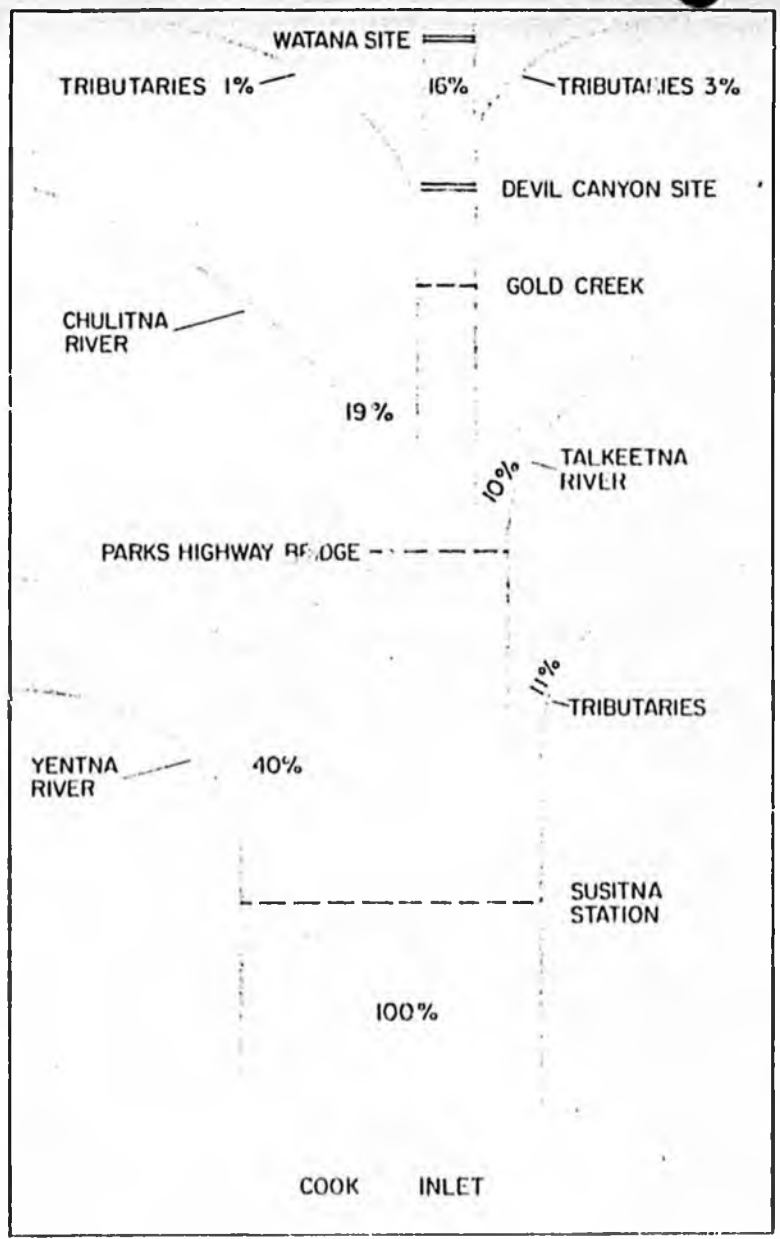 WATANA SITE
TRIBUTARIES 1%
16%
TRIBUTARIES 3%
DEVIL CANYON SITE
GOLD CREEK
CHULITNA
RIVER
19%
10%
TALKEETNA
RIVER
PARKS HIGHWAY BRIDGE
11%
TRIBUTARIES
YENTNA
RIVER
40%
SUSITNA
STATION
100%
COOK INLET